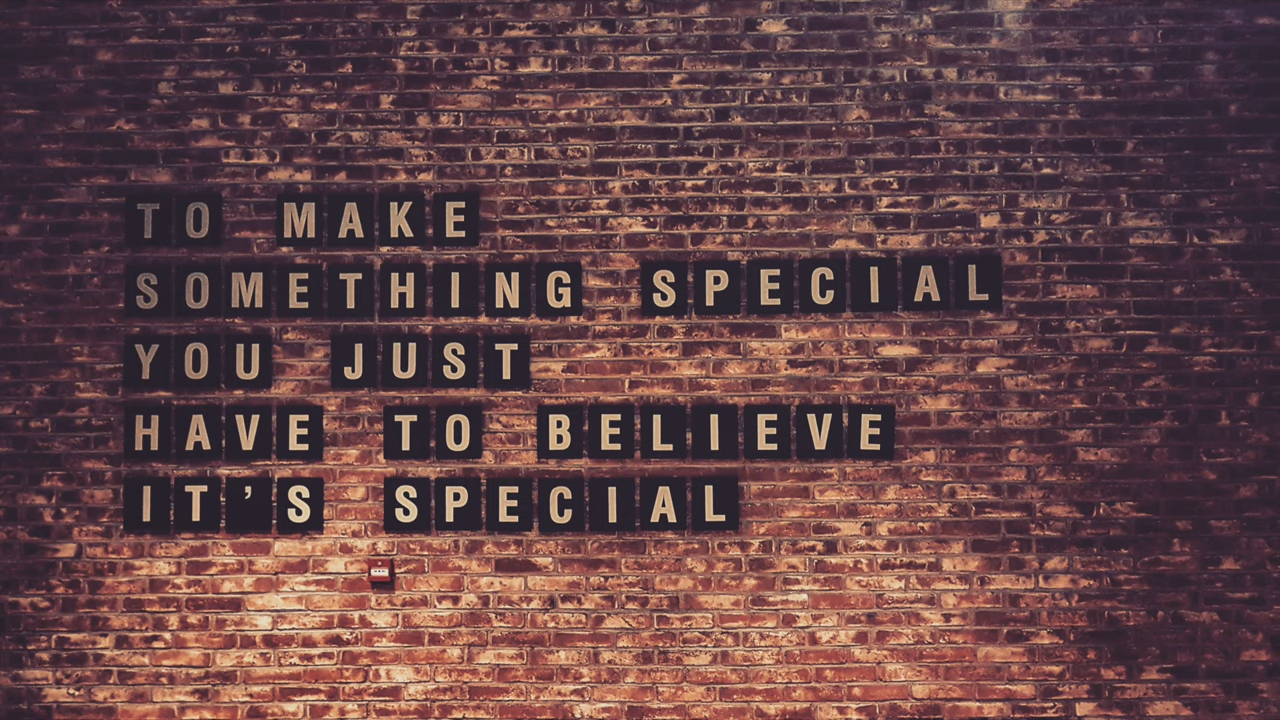 TO MAKE
SOMETHING SPECIAL
YOU JUST
HAVE TO BELIEVE
IT’S SPECIAL